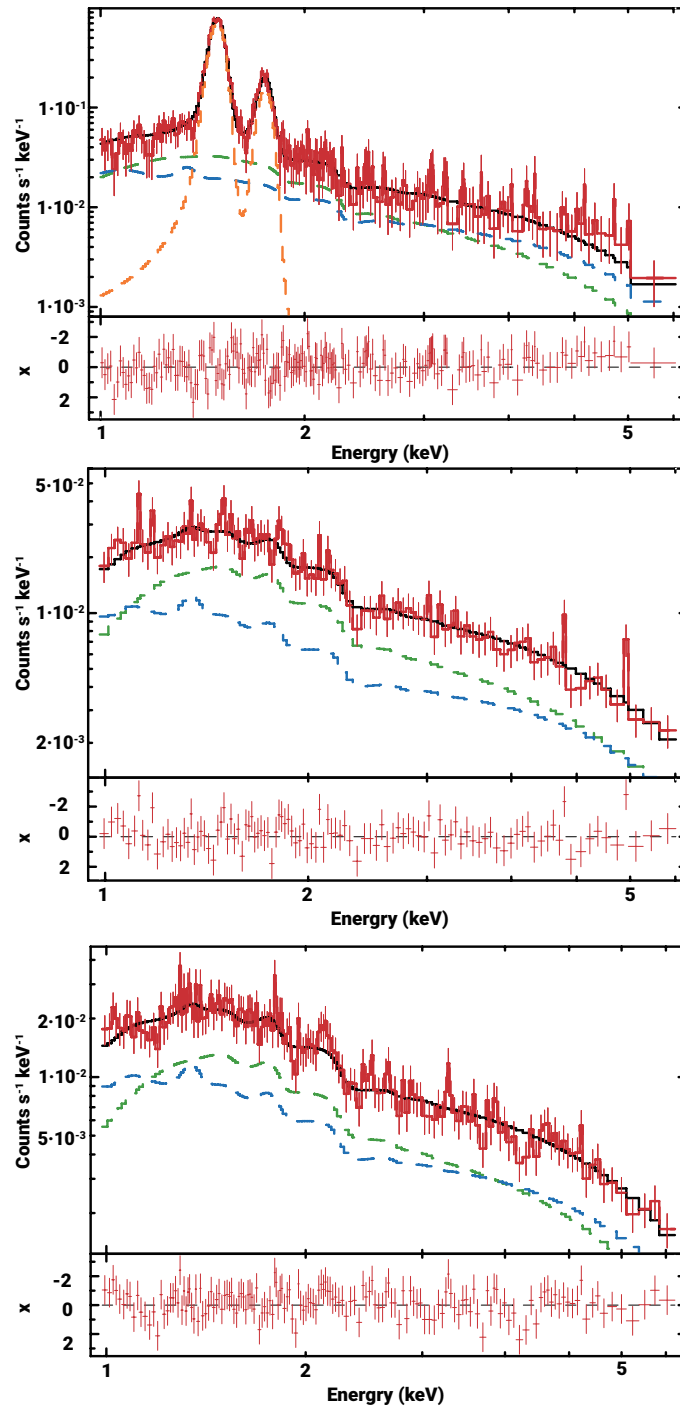 Counts s⁻¹ keV⁻¹
1·10⁻¹
1·10⁻²
1·10⁻³
x
-2
0
2
1 2 5
Energry (keV)
Counts s⁻¹ keV⁻¹
5·10⁻²
1·10⁻²
2·10⁻³
x
-2
0
2
1 2 5
Energry (keV)
Counts s⁻¹ keV⁻¹
2·10⁻²
1·10⁻²
5·10⁻³
x
-2
0
2
1 2 5
Energry (keV)